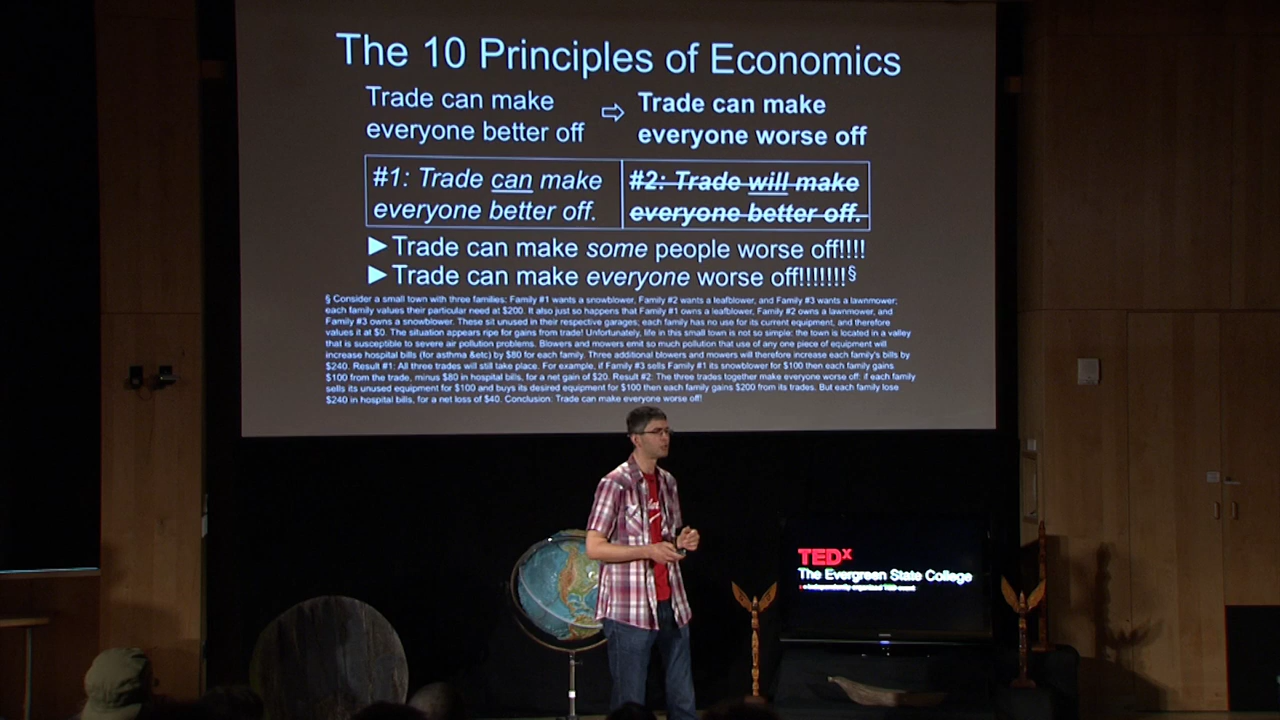 The 10 Principles of Economics
Trade can make
everyone better off
⇨
Trade can make
everyone worse off
#1: Trade can make
everyone better off.
#2: Trade will make
everyone better off.
►Trade can make some people worse off!!!!
►Trade can make everyone worse off!!!!!!!§
§ Consider a small town with three families: Family #1 wants a snowblower, Family #2 wants a leafblower, and Family #3 wants a lawnmower;
each family values their particular need at $200. It also just so happens that Family #1 owns a leafblower, Family #2 owns a lawnmower, and
Family #3 owns a snowblower. These sit unused in their respective garages; each family has no use for its current equipment, and therefore
values it at $0. The situation appears ripe for gains from trade! Unfortunately, life in this small town is not so simple: the town is located in a valley
that is susceptible to severe air pollution problems. Blowers and mowers emit so much pollution that use of any one piece of equipment will
increase hospital bills (for asthma &etc) by $80 for each family. Three additional blowers and mowers will therefore increase each family's bills by
$240. Result #1: All three trades will still take place. For example, if Family #3 sells Family #1 its snowblower for $100 then each family gains
$100 from the trade, minus $80 in hospital bills, for a net gain of $20. Result #2: The three trades together make everyone worse off: if each family
sells its unused equipment for $100 and buys its desired equipment for $100 then each family gains $200 from its trades. But each family lose
$240 in hospital bills, for a net loss of $40. Conclusion: Trade can make everyone worse off!
TEDx
The Evergreen State College
independently organized TED event